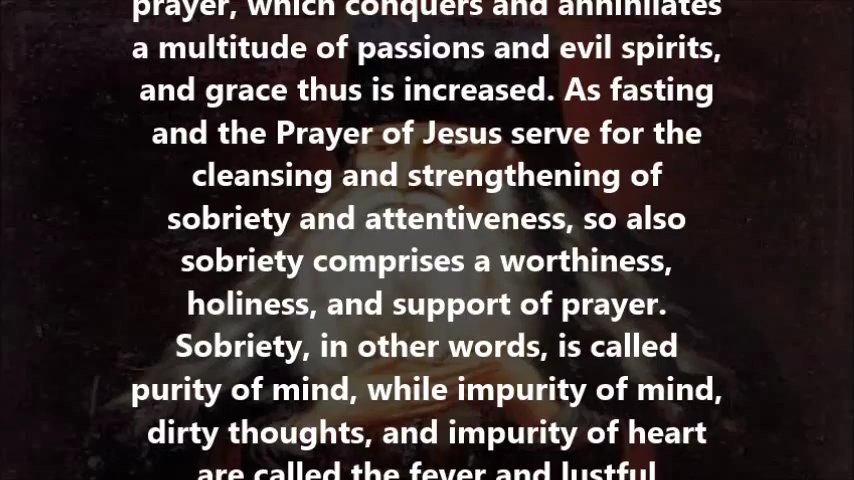 prayer, which conquers and annihilates
a multitude of passions and evil spirits,
and grace thus is increased. As fasting
and the Prayer of Jesus serve for the
cleansing and strengthening of
sobriety and attentiveness, so also
sobriety comprises a worthiness,
holiness, and support of prayer.
Sobriety, in other words, is called
purity of mind, while impurity of mind,
dirty thoughts, and impurity of heart
are called the fever and lustful